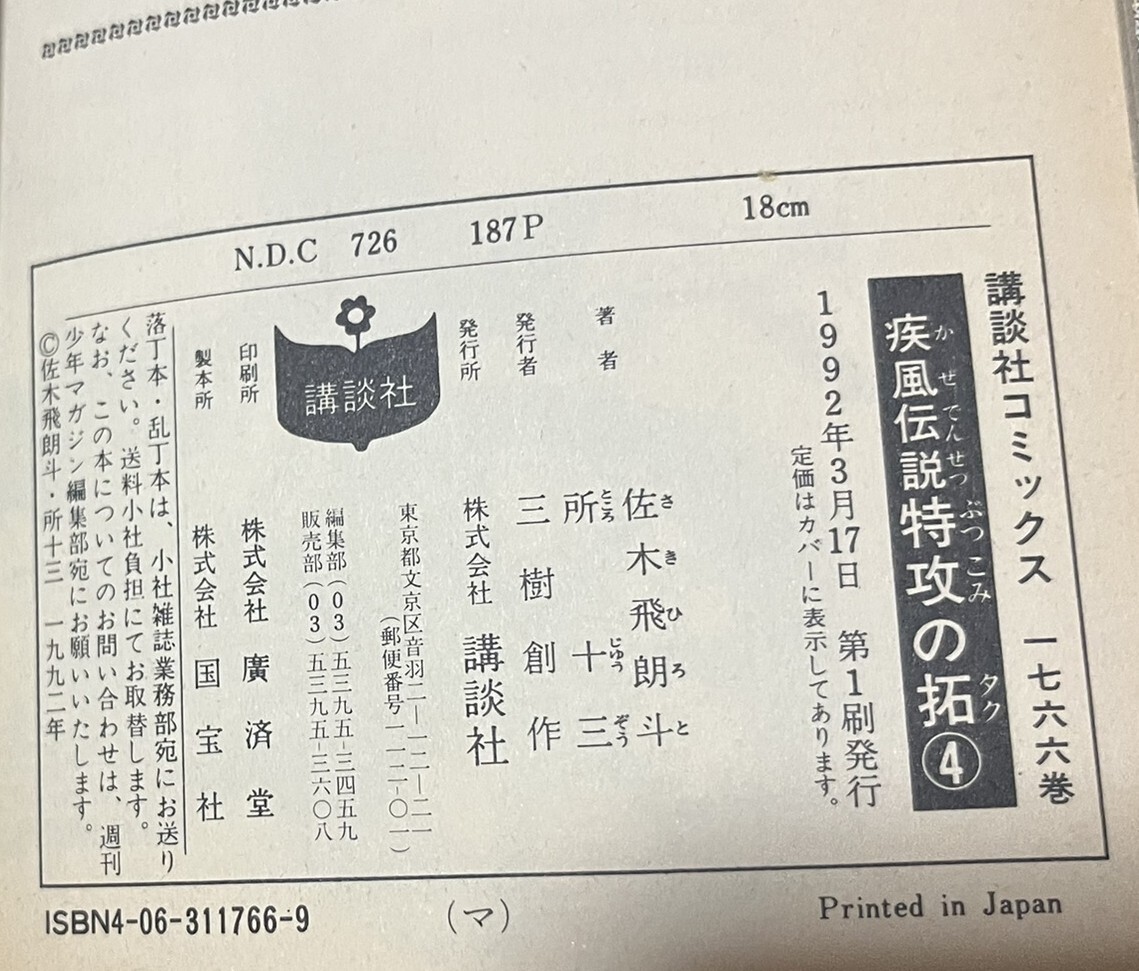 N.D.C 726 187P 18cm
講談社コミックス 一七六六巻
疾風伝説特攻の拓④
かぜでんせつぶつこみタク
1992年3月17日 第1刷発行
定価はカバーに表示してあります。
著者 佐木飛朗斗
さきひろと
所十三
ところじゅうぞう
発行者 三樹創作
発行所 株式会社 講談社
東京都文京区音羽二―一二―二一
(郵便番号一一二―〇一)
編集部(03)五三九五―三四五九
販売部(03)五三九五―三六〇八
講談社
印刷所 株式会社 廣済堂
製本所 株式会社 国宝社
落丁本・乱丁本は、小社雑誌業務部宛にお送り
ください。送料小社負担にてお取替します。
なお、この本についてのお問い合わせは、週刊
少年マガジン編集部宛にお願いいたします。
©佐木飛朗斗・所十三 一九九二年
ISBN4-06-311766-9 (マ) Printed in Japan